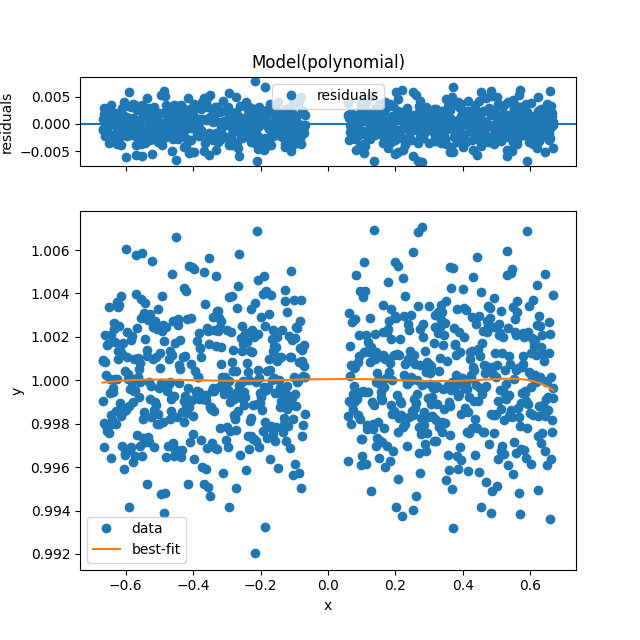 Model(polynomial)
residuals
0.005
0.000
−0.005
residuals
y
1.006
1.004
1.002
1.000
0.998
0.996
0.994
0.992
data
best-fit
−0.6 −0.4 −0.2 0.0 0.2 0.4 0.6
x